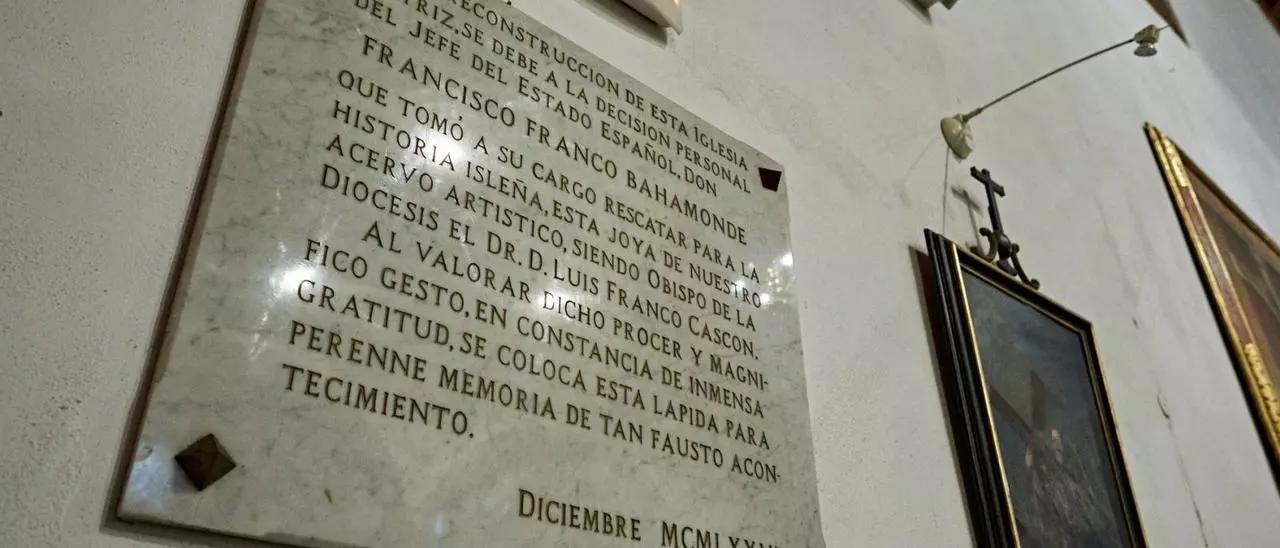 RECONSTRUCCION DE ESTA IGLESIA
TRIZ, SE DEBE A LA DECISION PERSONAL
DEL JEFE DEL ESTADO ESPAÑOL, DON
FRANCISCO FRANCO BAHAMONDE
QUE TOMÓ A SU CARGO RESCATAR PARA LA
HISTORIA ISLEÑA, ESTA JOYA DE NUESTRO
ACERVO ARTISTICO, SIENDO OBISPO DE LA
DIOCESIS EL DR. D. LUIS FRANCO CASCON.
AL VALORAR DICHO PROCER Y MAGNI-
FICO GESTO, EN CONSTANCIA DE INMENSA
GRATITUD, SE COLOCA ESTA LAPIDA PARA
PERENNE MEMORIA DE TAN FAUSTO ACON-
TECIMIENTO.
DICIEMBRE